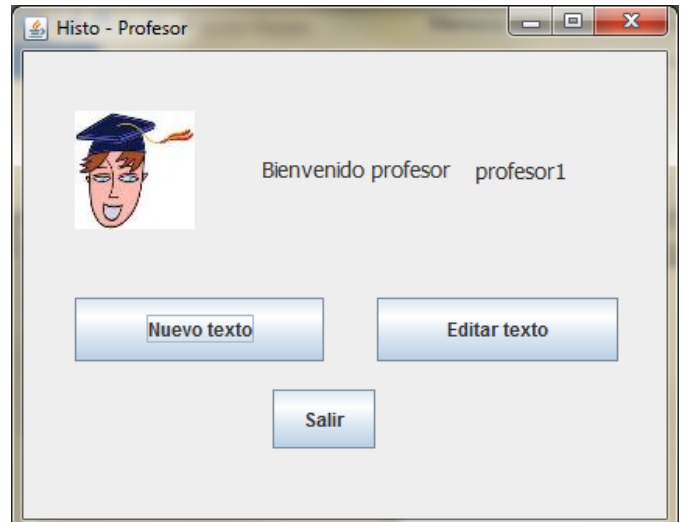 Histo - Profesor
Bienvenido profesor profesor1
Nuevo texto Editar texto
Salir